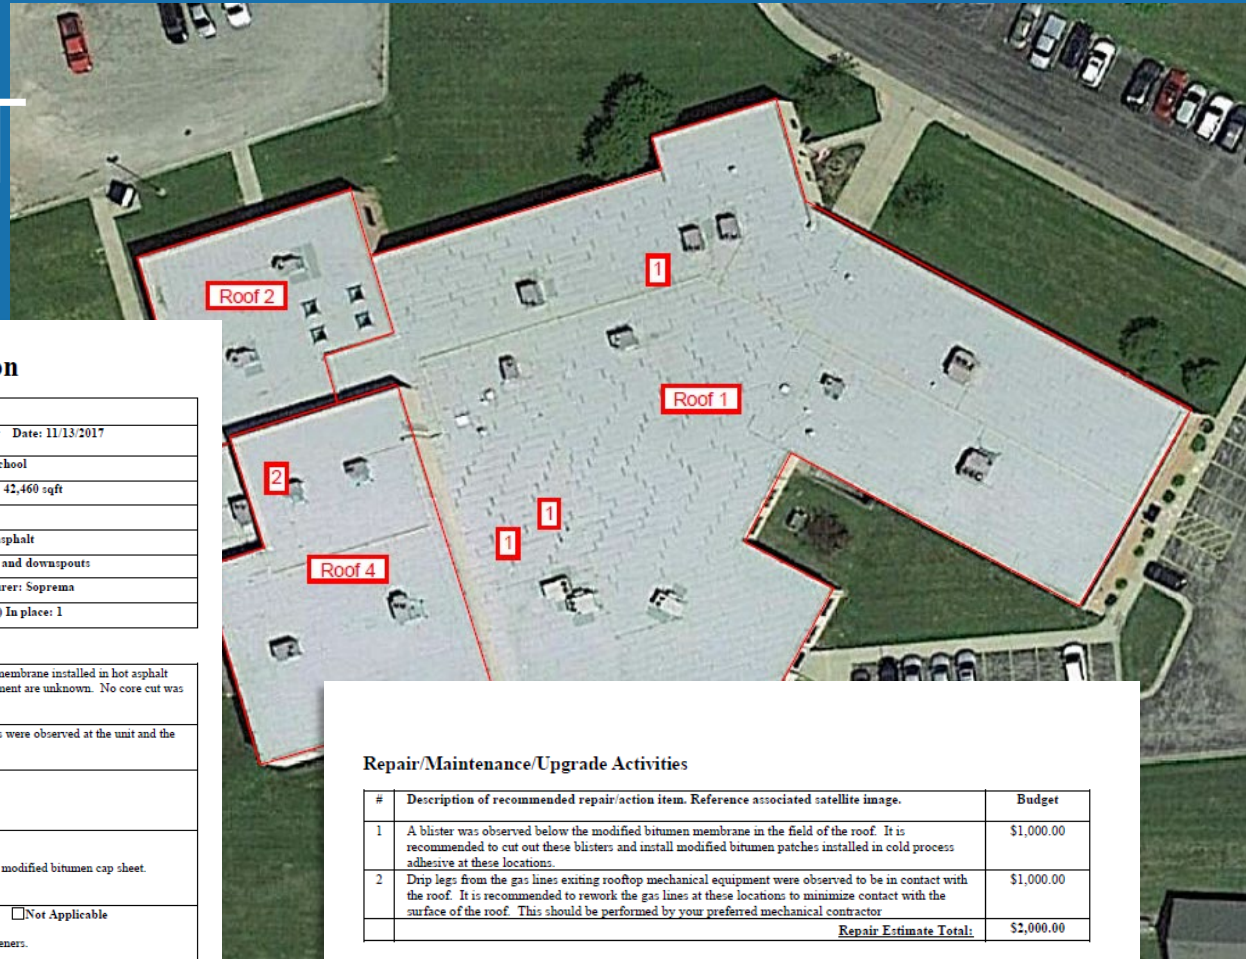 Roof 2
1
Roof 1
2
1
1
Roof 4
on
Date: 11/13/2017
chool
42,460 sqft
sphalt
and downspouts
rer: Soprema
) In place: 1
membrane installed in hot asphalt
ment are unknown. No core cut was
s were observed at the unit and the
modified bitumen cap sheet.
☐Not Applicable
eners.
Repair/Maintenance/Upgrade Activities
# Description of recommended repair/action item. Reference associated satellite image. Budget
1 A blister was observed below the modified bitumen membrane in the field of the roof. It is $1,000.00
recommended to cut out these blisters and install modified bitumen patches installed in cold process
adhesive at these locations.
2 Drip legs from the gas lines exiting rooftop mechanical equipment were observed to be in contact with $1,000.00
the roof. It is recommended to rework the gas lines at these locations to minimize contact with the
surface of the roof. This should be performed by your preferred mechanical contractor
Repair Estimate Total: $2,000.00